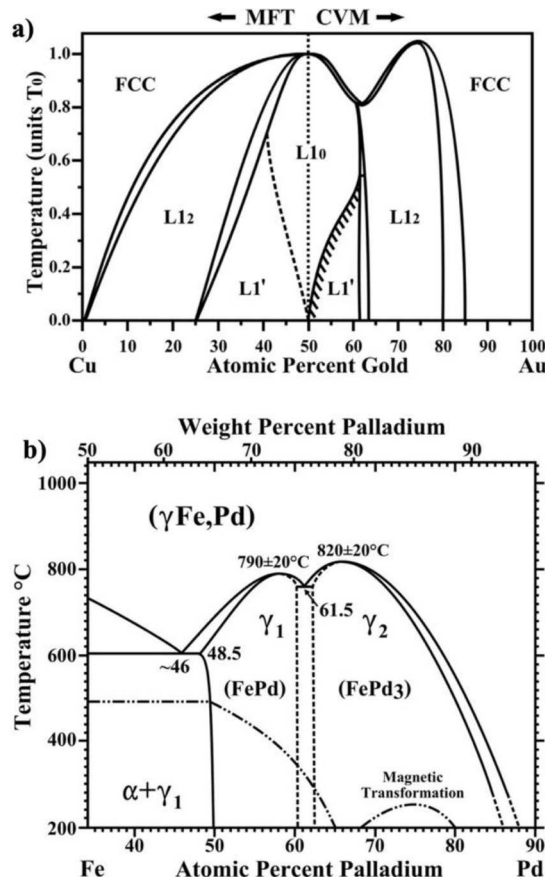 a)
MFT CVM
Temperature (units T0)
1.0
0.8
0.6
0.4
0.2
0.0
FCC
FCC
L10
L12
L12
L1'
L1'
0 10 20 30 40 50 60 70 80 90 100
Cu Atomic Percent Gold Au
b)
Weight Percent Palladium
50 60 70 80 90
Temperature °C
1000
800
600
400
200
(γFe,Pd)
790±20°C
820±20°C
γ1
γ2
61.5
~46
48.5
(FePd)
(FePd3)
α+γ1
Magnetic
Transformation
40 50 60 70 80 90
Fe Atomic Percent Palladium Pd